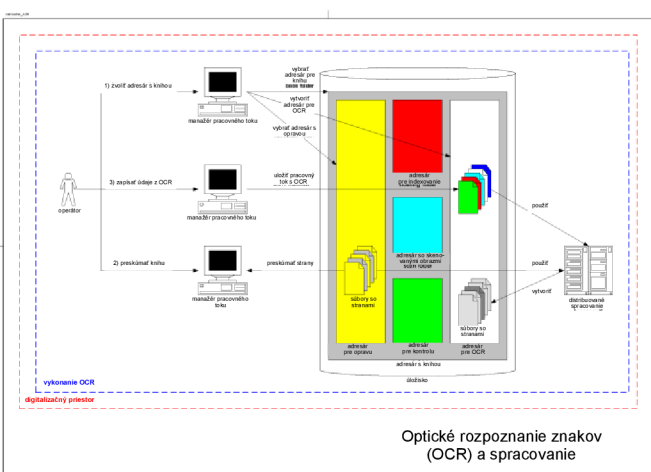 vybrať
adresár pre
knihu
1) zvoliť adresár s knihou
vytvoriť
adresár pre
OCR
manažér pracovného toku
vybrať adresár s
opravou
adresár
pre indexovanie
3) zapísať údaje z OCR
uložiť pracovný
tok s OCR
operátor
manažér pracovného toku
použiť
adresár so skeno-
vanými obrazmi
2) preskúmať knihu
preskúmať strany
použiť
vytvoriť
manažér pracovného
toku
súbory so
stranami
súbory so
stranami
distribuované
spracovanie
adresár
pre opravu
adresár
pre kontrolu
adresár
pre OCR
adresár s knihou
úložisko
vykonanie OCR
digitalizačný priestor
Optické rozpoznanie znakov
(OCR) a spracovanie